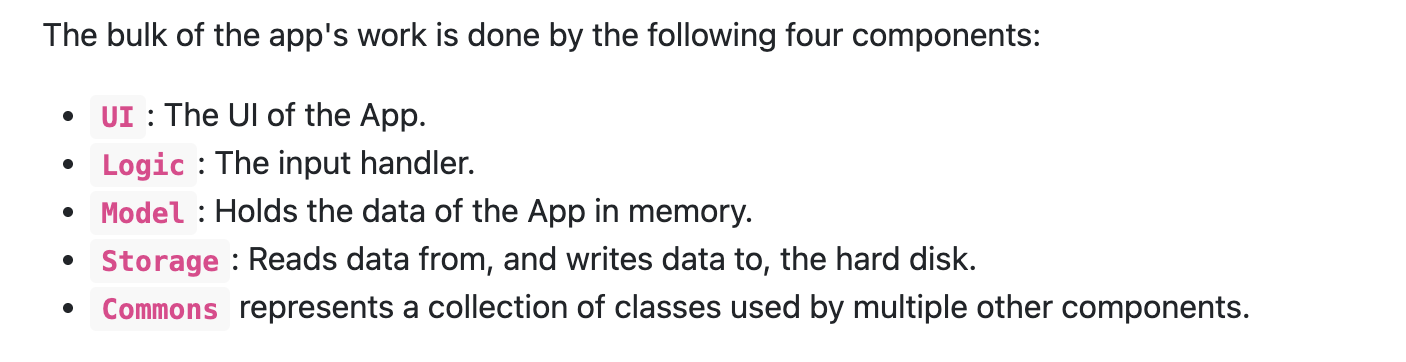 The bulk of the app's work is done by the following four components:
• UI : The UI of the App.
• Logic : The input handler.
• Model : Holds the data of the App in memory.
• Storage : Reads data from, and writes data to, the hard disk.
• Commons represents a collection of classes used by multiple other components.